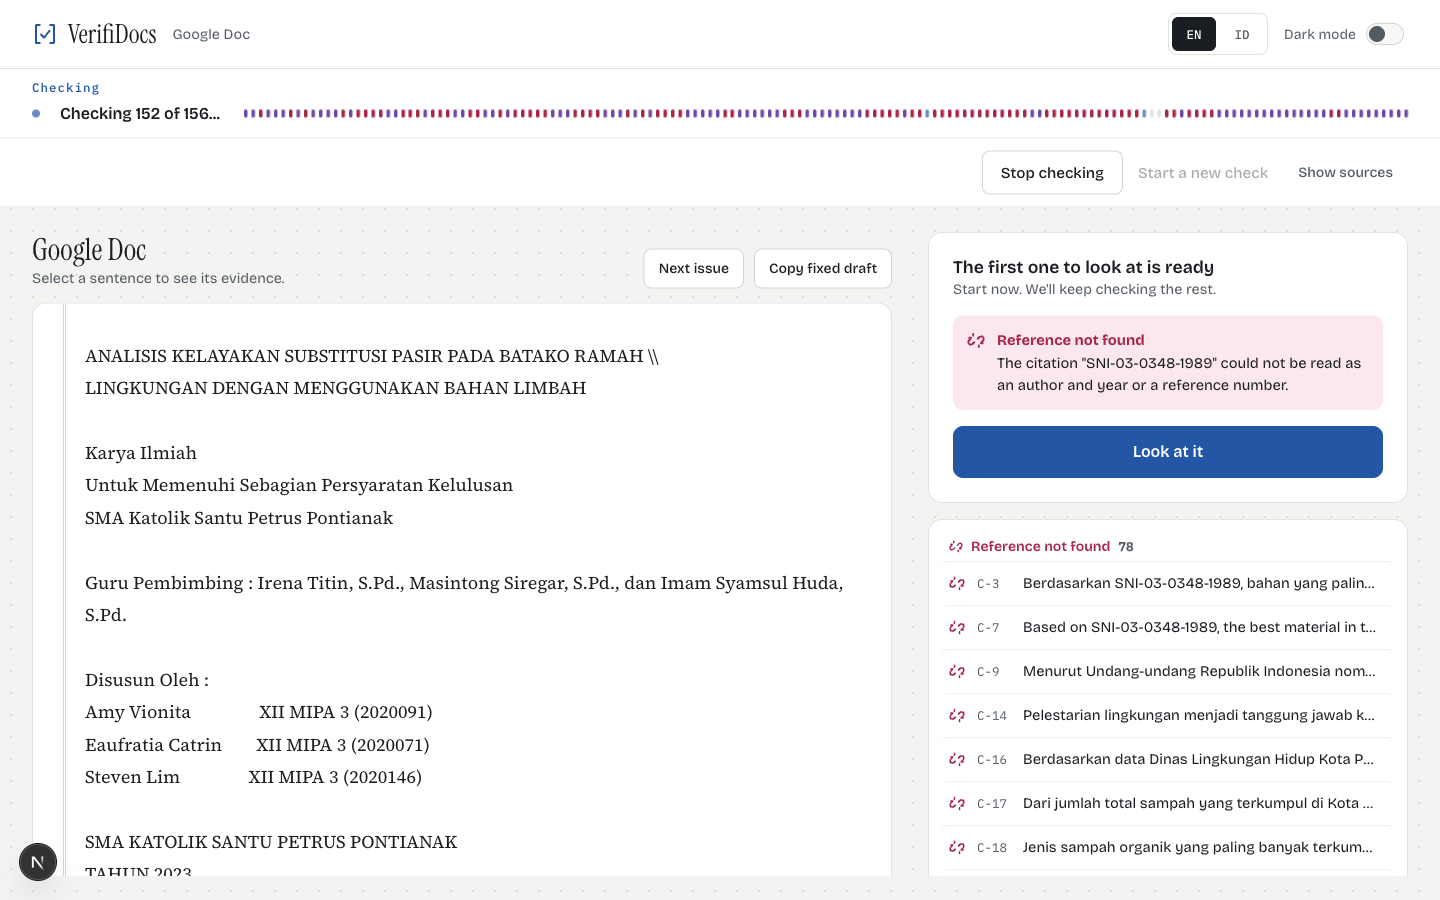 VerifiDocs
Google Doc
EN
ID
Dark mode
Checking
Checking 152 of 156...
Stop checking
Start a new check
Show sources
Google Doc
Select a sentence to see its evidence.
Next issue
Copy fixed draft
ANALISIS KELAYAKAN SUBSTITUSI PASIR PADA BATAKO RAMAH \\
LINGKUNGAN DENGAN MENGGUNAKAN BAHAN LIMBAH
Karya Ilmiah
Untuk Memenuhi Sebagian Persyaratan Kelulusan
SMA Katolik Santu Petrus Pontianak
Guru Pembimbing : Irena Titin, S.Pd., Masintong Siregar, S.Pd., dan Imam Syamsul Huda,
S.Pd.
Disusun Oleh :
Amy Vionita XII MIPA 3 (2020091)
Eaufratia Catrin XII MIPA 3 (2020071)
Steven Lim XII MIPA 3 (2020146)
SMA KATOLIK SANTU PETRUS PONTIANAK
TAHUN 2023
N
The first one to look at is ready
Start now. We'll keep checking the rest.
Reference not found
The citation "SNI-03-0348-1989" could not be read as
an author and year or a reference number.
Look at it
Reference not found 78
C-3 Berdasarkan SNI-03-0348-1989, bahan yang palin...
C-7 Based on SNI-03-0348-1989, the best material in t...
C-9 Menurut Undang-undang Republik Indonesia nom...
C-14 Pelestarian lingkungan menjadi tanggung jawab k...
C-16 Berdasarkan data Dinas Lingkungan Hidup Kota P...
C-17 Dari jumlah total sampah yang terkumpul di Kota ...
C-18 Jenis sampah organik yang paling banyak terkum...